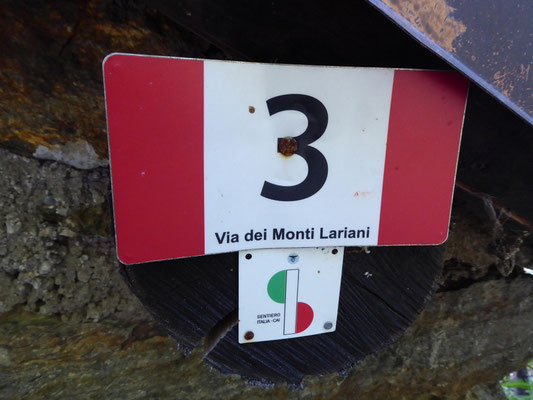 3
Via dei Monti Lariani
SENTIERO
ITALIA-CAI